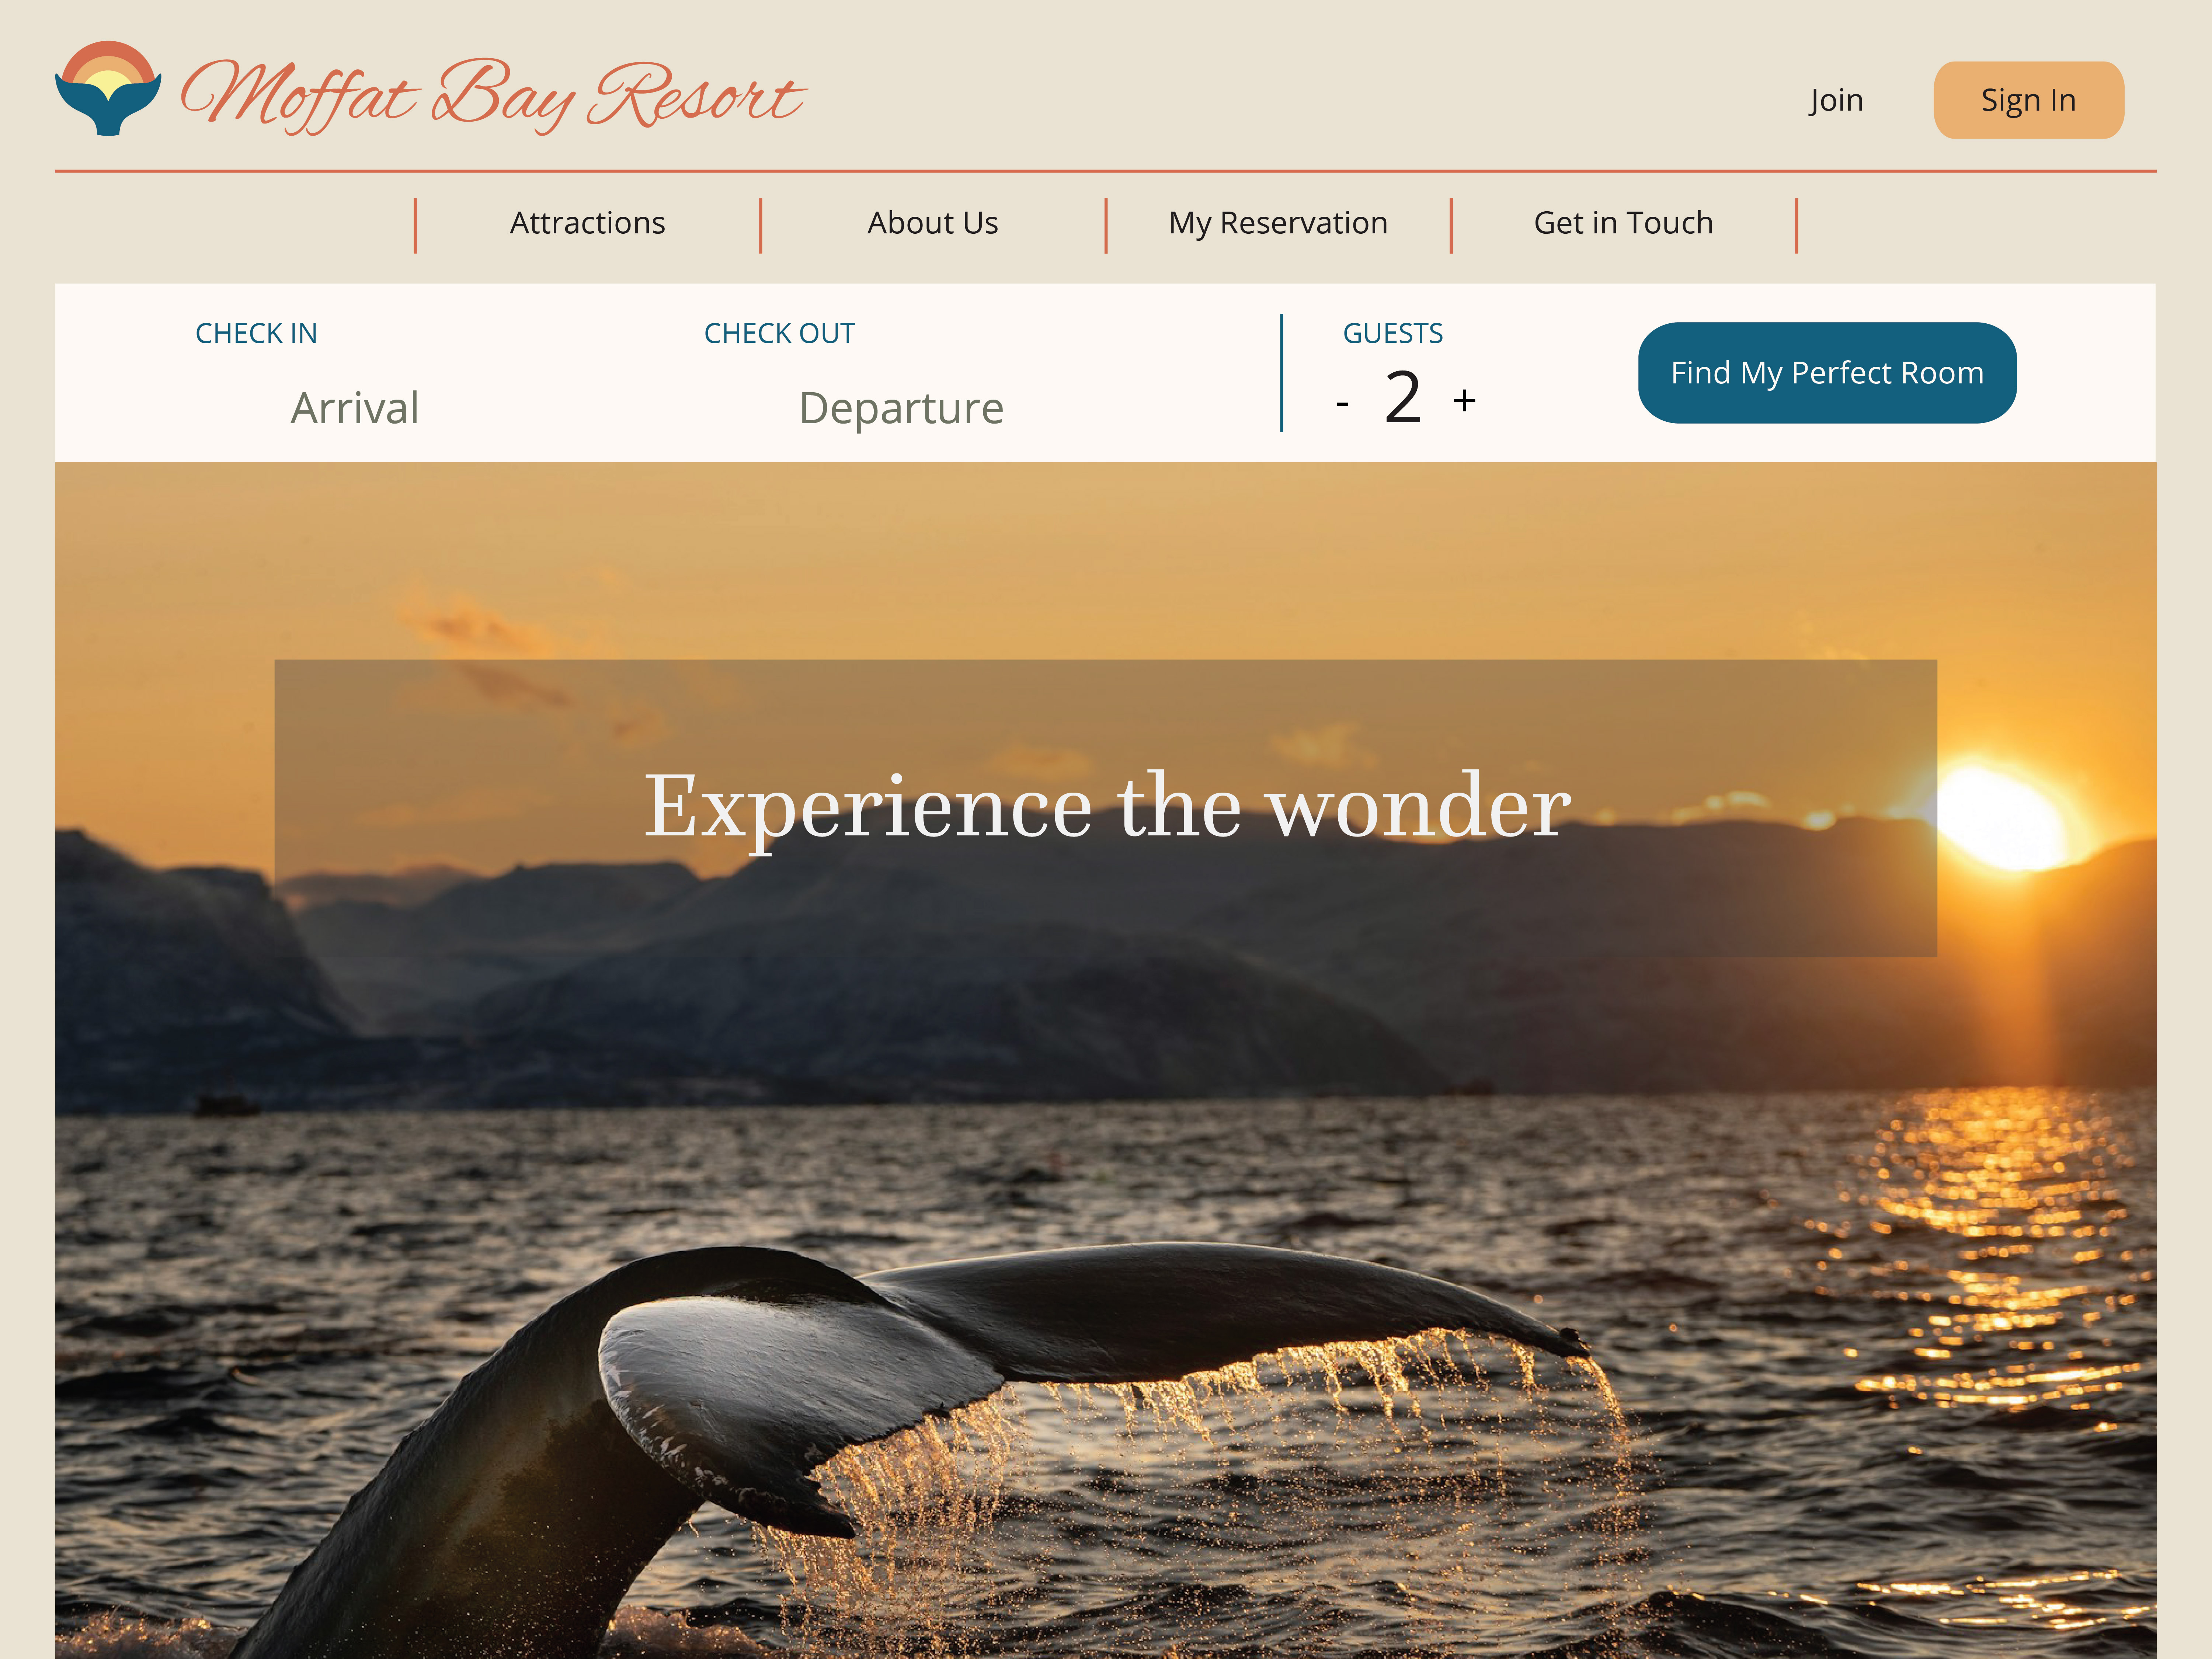 Moffat Bay Resort
Join
Sign In
Attractions
About Us
My Reservation
Get in Touch
CHECK IN
CHECK OUT
GUESTS
Arrival
Departure
- 2 +
Find My Perfect Room
Experience the wonder